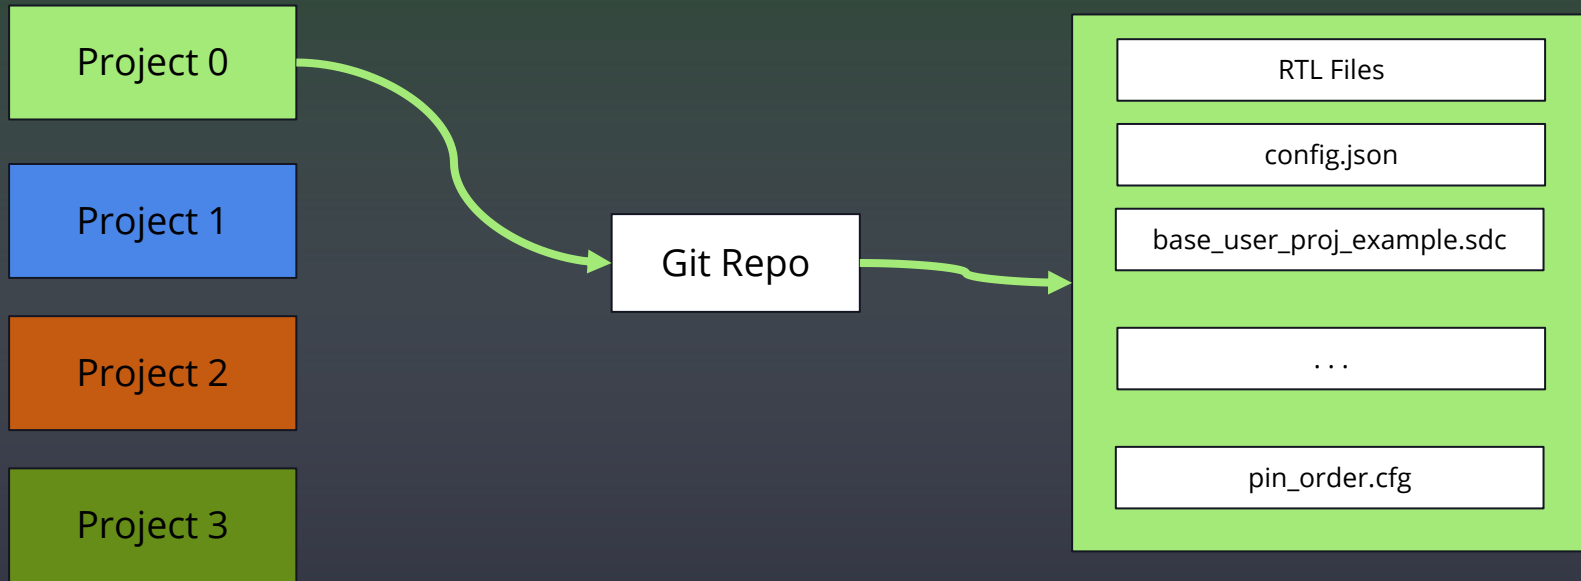 Project 0
Project 1
Project 2
Project 3
Git Repo
RTL Files
config.json
base_user_proj_example.sdc
. . .
pin_order.cfg